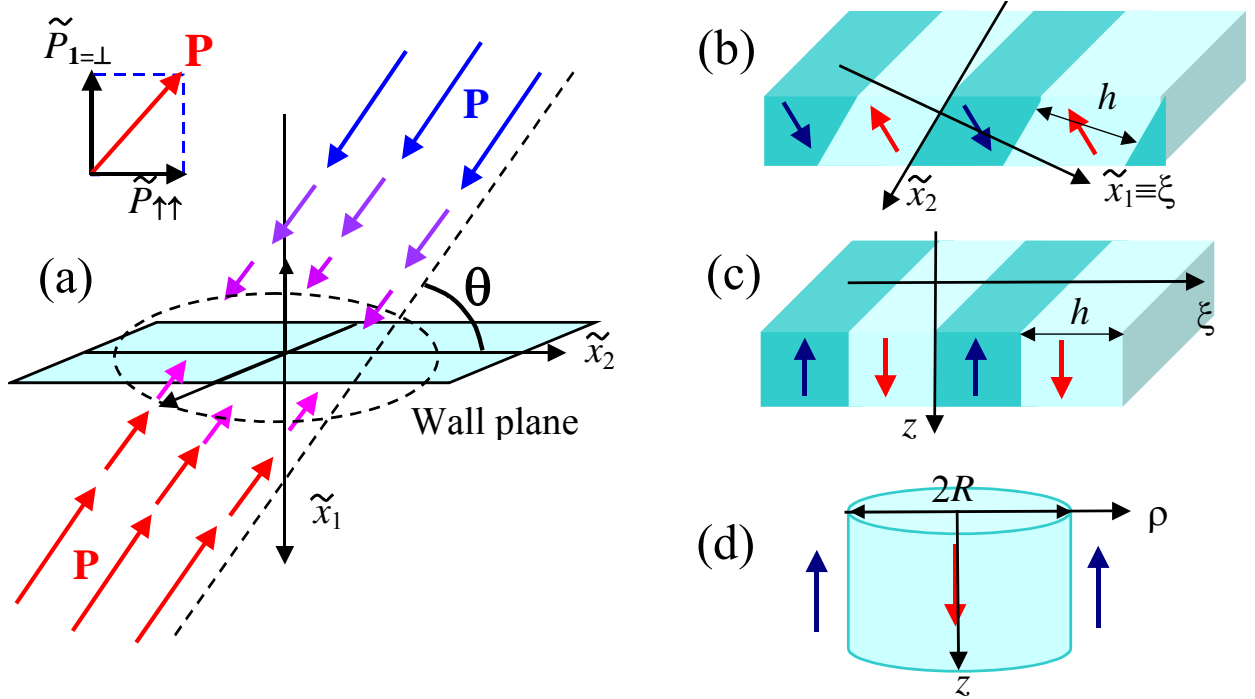 P̃₁₌⊥
P
P̃↑↑
(a)
P
θ
x̃₂
Wall plane
x̃₁
P
(b)
h
x̃₂
x̃₁≡ξ
(c)
h
ξ
z
(d)
2R
ρ
z